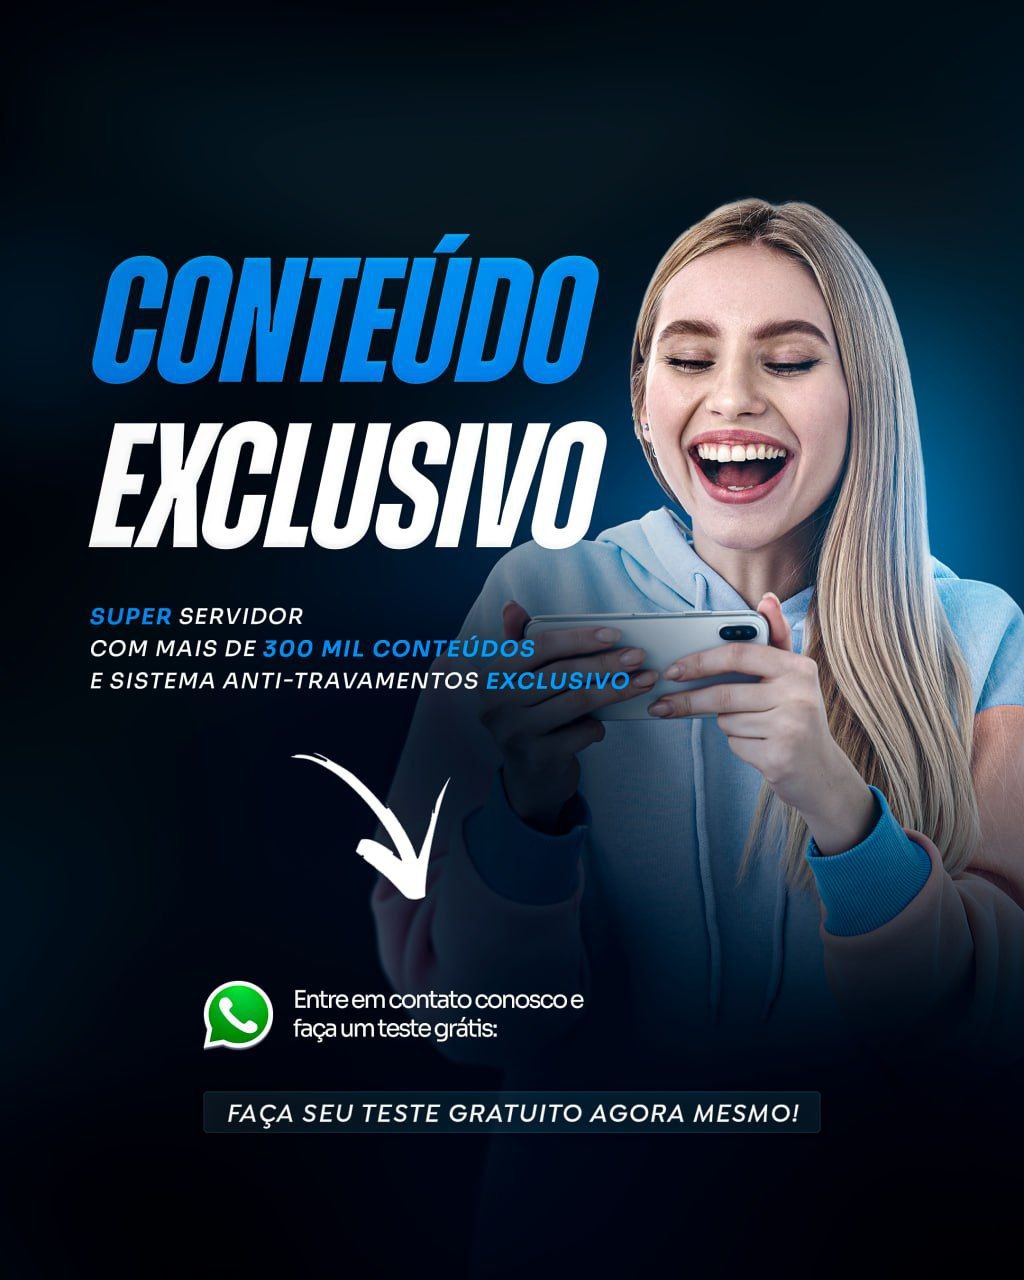 CONTEÚDO
EXCLUSIVO
SUPER SERVIDOR
COM MAIS DE 300 MIL CONTEÚDOS
E SISTEMA ANTI-TRAVAMENTOS EXCLUSIVO
Entre em contato conosco e
faça um teste grátis:
FAÇA SEU TESTE GRATUITO AGORA MESMO!